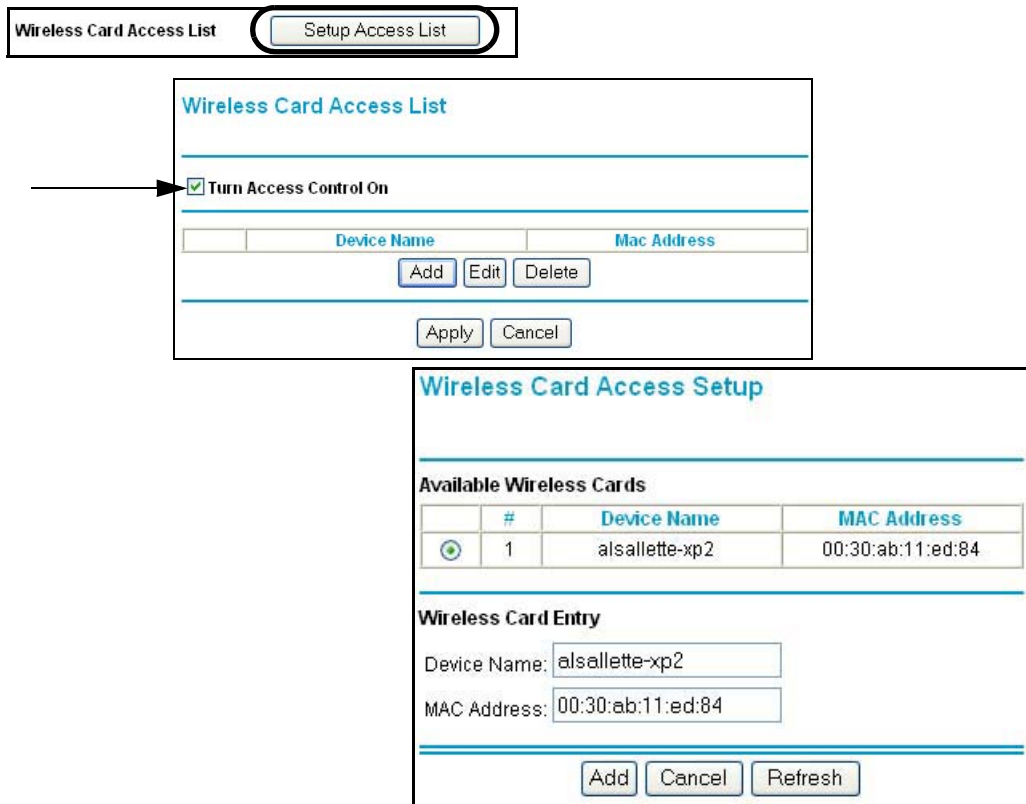 Wireless Card Access List Setup Access List
Wireless Card Access List
Turn Access Control On
Device Name Mac Address
Add Edit Delete
Apply Cancel
Wireless Card Access Setup
Available Wireless Cards
# Device Name MAC Address
1 alsallette-xp2 00:30:ab:11:ed:84
Wireless Card Entry
Device Name: alsallette-xp2
MAC Address: 00:30:ab:11:ed:84
Add Cancel Refresh